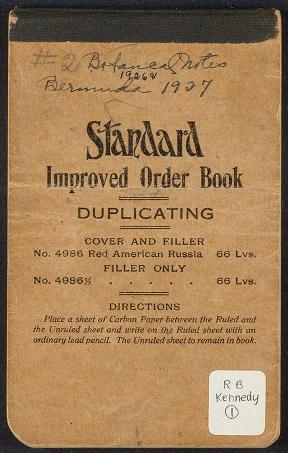 #2 Botanical Notes
1926 &
Bermuda 1927
Standard
Improved Order Book
DUPLICATING
COVER AND FILLER
No. 4986 Red American Russia 66 Lvs.
FILLER ONLY
No. 4986½ . . . . . 66 Lvs.
DIRECTIONS
Place a sheet of Carbon Paper between the Ruled and
the Unruled sheet and write on the Ruled sheet with an
ordinary lead pencil. The Unruled sheet to remain in book.
R B
Kennedy
1